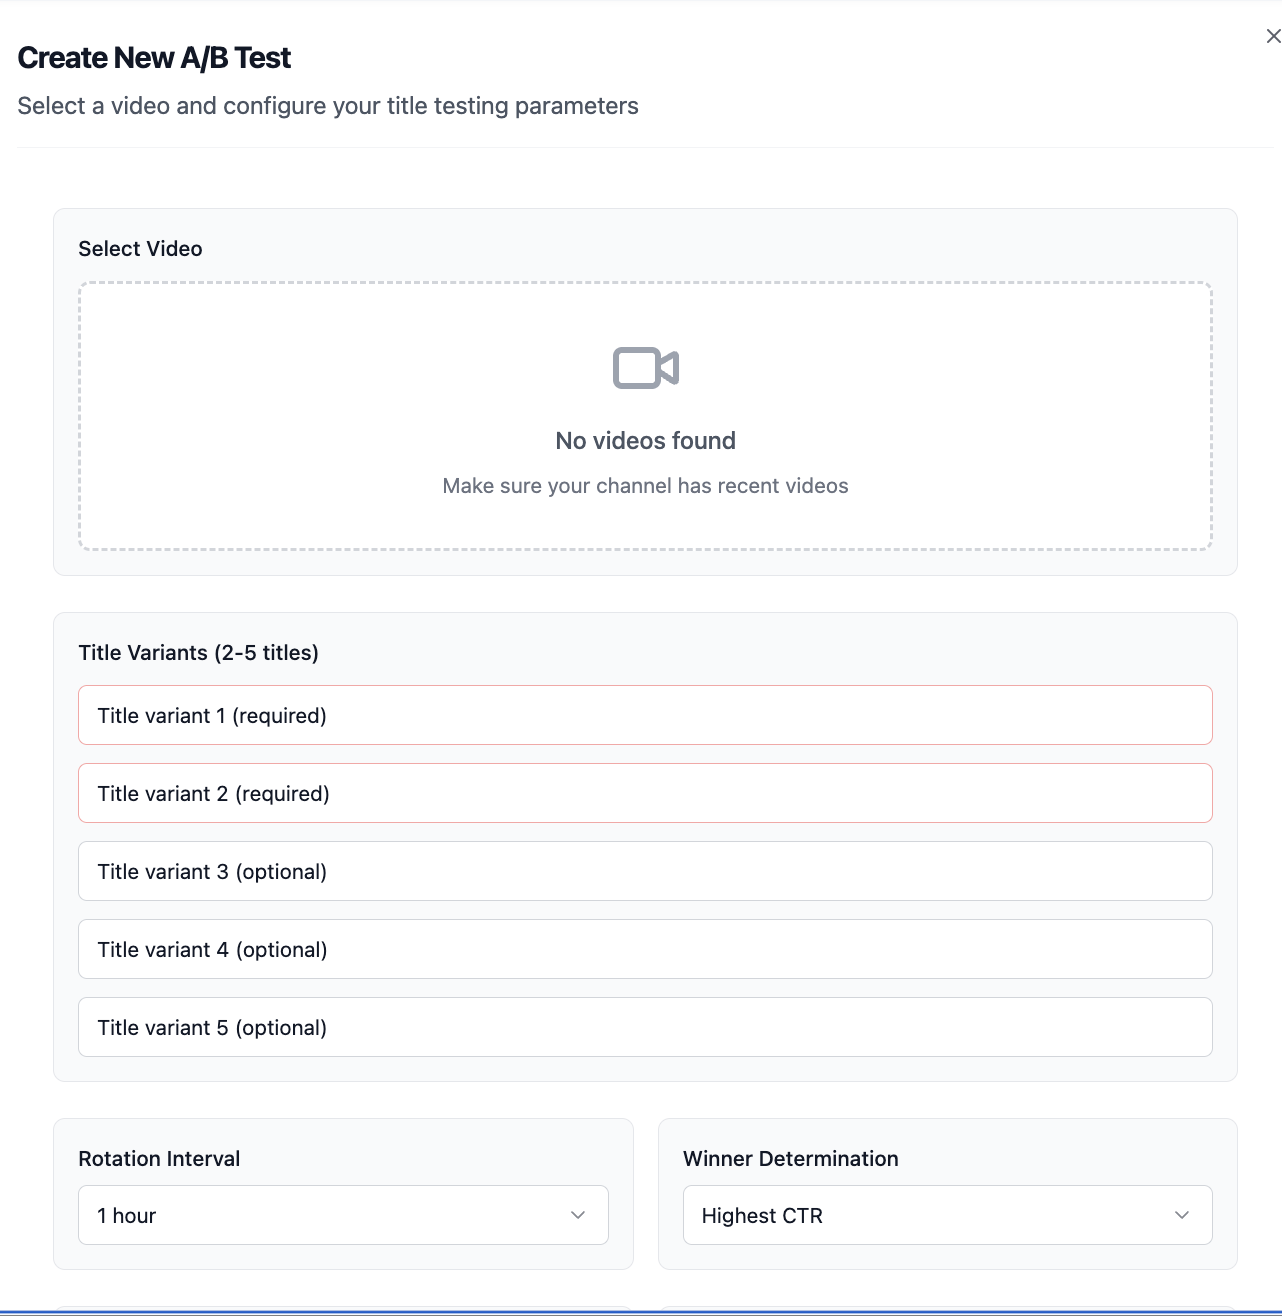 Create New A/B Test
Select a video and configure your title testing parameters
Select Video
No videos found
Make sure your channel has recent videos
Title Variants (2-5 titles)
Title variant 1 (required)
Title variant 2 (required)
Title variant 3 (optional)
Title variant 4 (optional)
Title variant 5 (optional)
Rotation Interval
1 hour
Winner Determination
Highest CTR